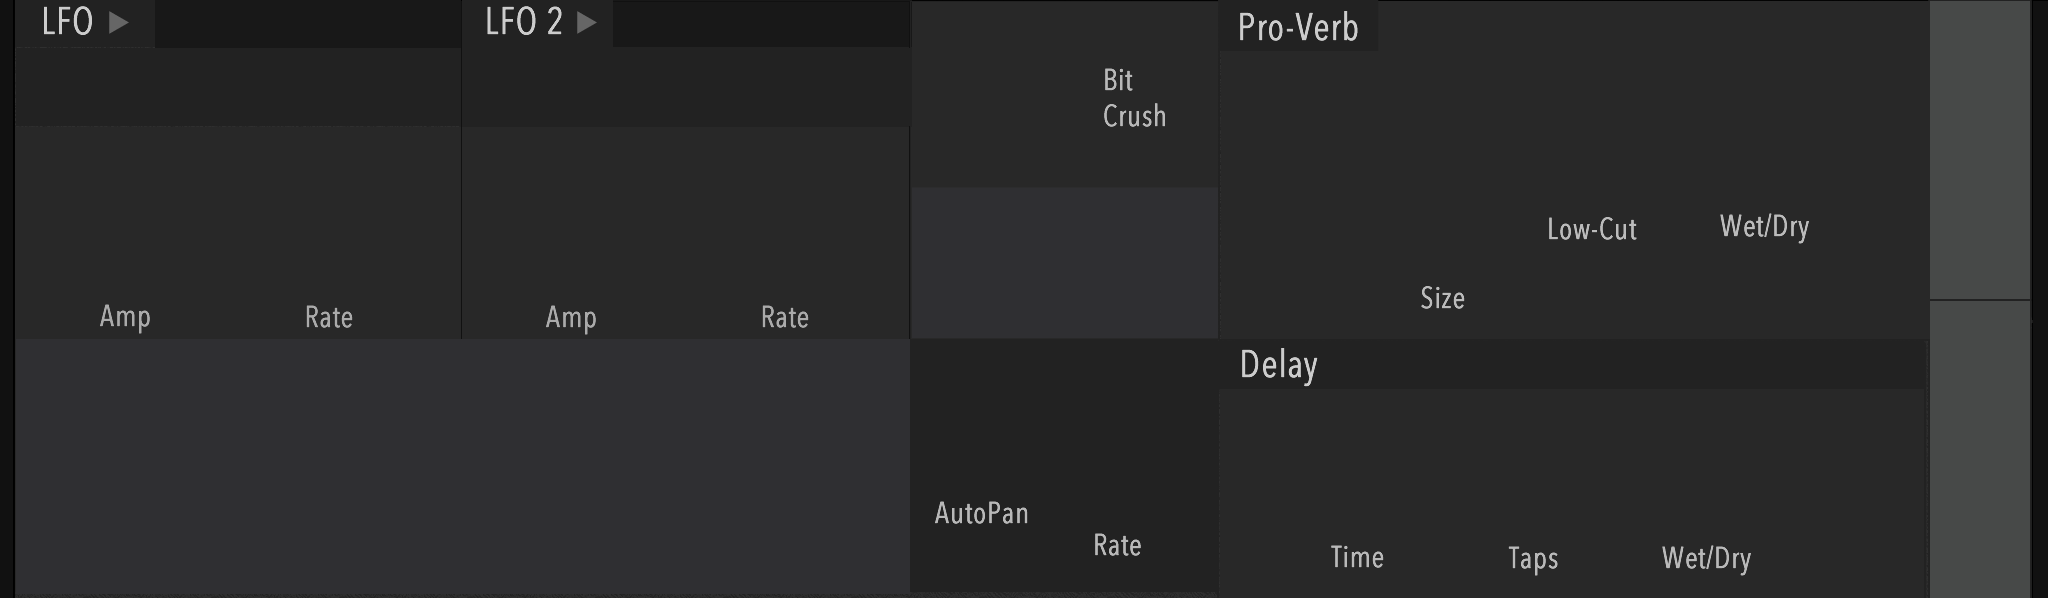 LFO
LFO 2
Pro-Verb
Bit
Crush
Low-Cut
Wet/Dry
Size
Amp
Rate
Amp
Rate
Delay
AutoPan
Rate
Time
Taps
Wet/Dry